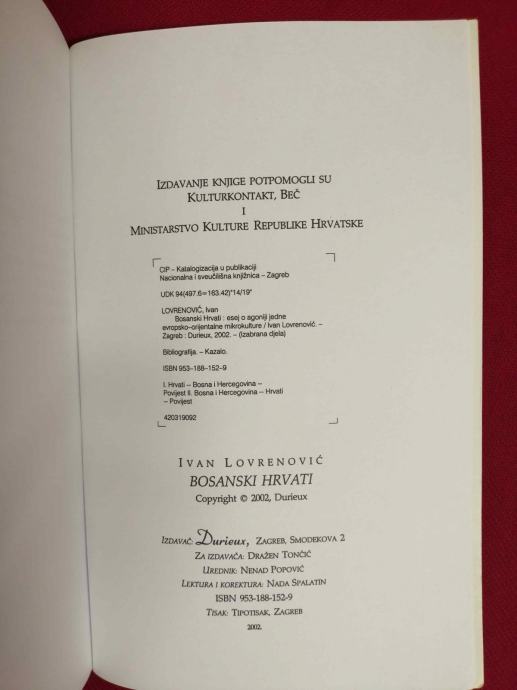 IZDAVANJE KNJIGE POTPOMOGLI SU
KULTURKONTAKT, BEČ
I
MINISTARSTVO KULTURE REPUBLIKE HRVATSKE
CIP – Katalogizacija u publikaciji
Nacionalna i sveučilišna knjižnica – Zagreb
UDK 94(497.6=163.42)"14/19"
LOVRENOVIĆ, Ivan
Bosanski Hrvati : esej o agoniji jedne
evropsko-orijentalne mikrokulture / Ivan Lovrenović. –
Zagreb : Durieux, 2002. – (Izabrana djela)
Bibliografija. – Kazalo.
ISBN 953-188-152-9
I. Hrvati -- Bosna i Hercegovina --
Povijest II. Bosna i Hercegovina -- Hrvati
-- Povijest
420319092
IVAN LOVRENOVIĆ
BOSANSKI HRVATI
Copyright © 2002, Durieux
IZDAVAČ: Durieux, ZAGREB, SMODEKOVA 2
ZA IZDAVAČA: DRAŽEN TONČIĆ
UREDNIK: NENAD POPOVIĆ
LEKTURA I KOREKTURA: NADA SPALATIN
ISBN 953-188-152-9
TISAK: TIPOTISAK, ZAGREB
2002.